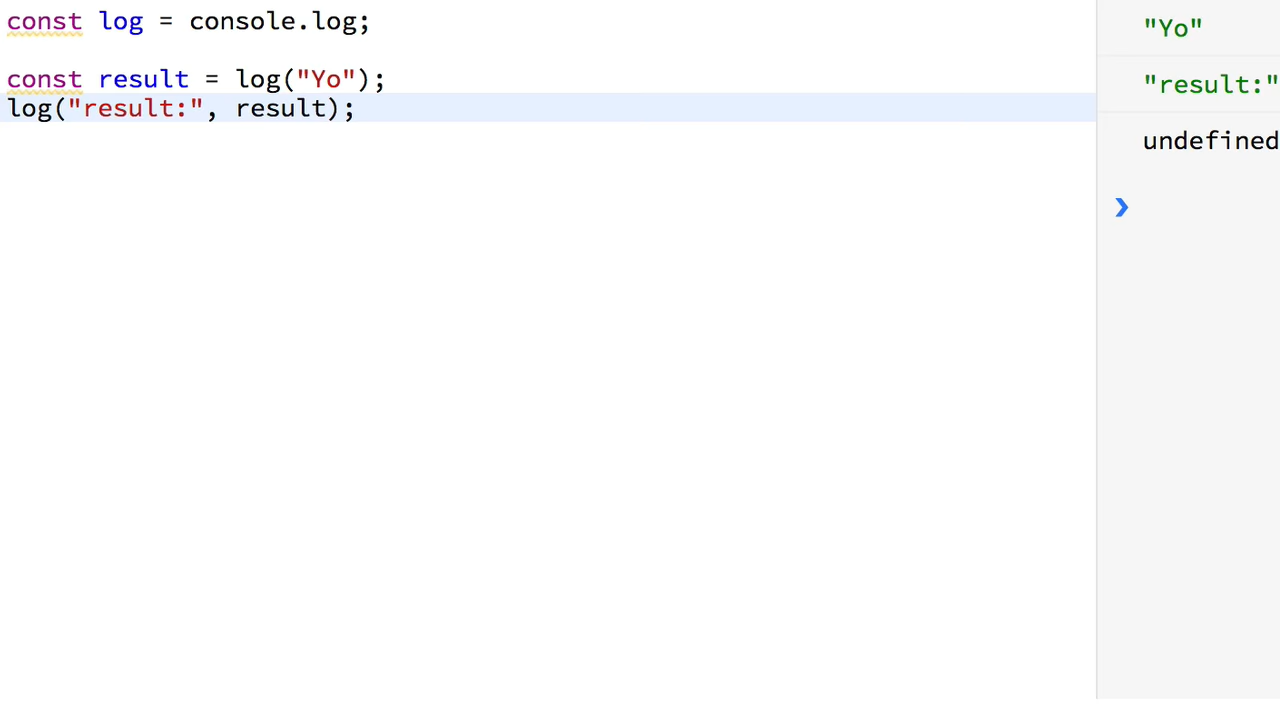 const log = console.log;
const result = log("Yo");
log("result:", result);
"Yo"
"result:"
undefined
❯